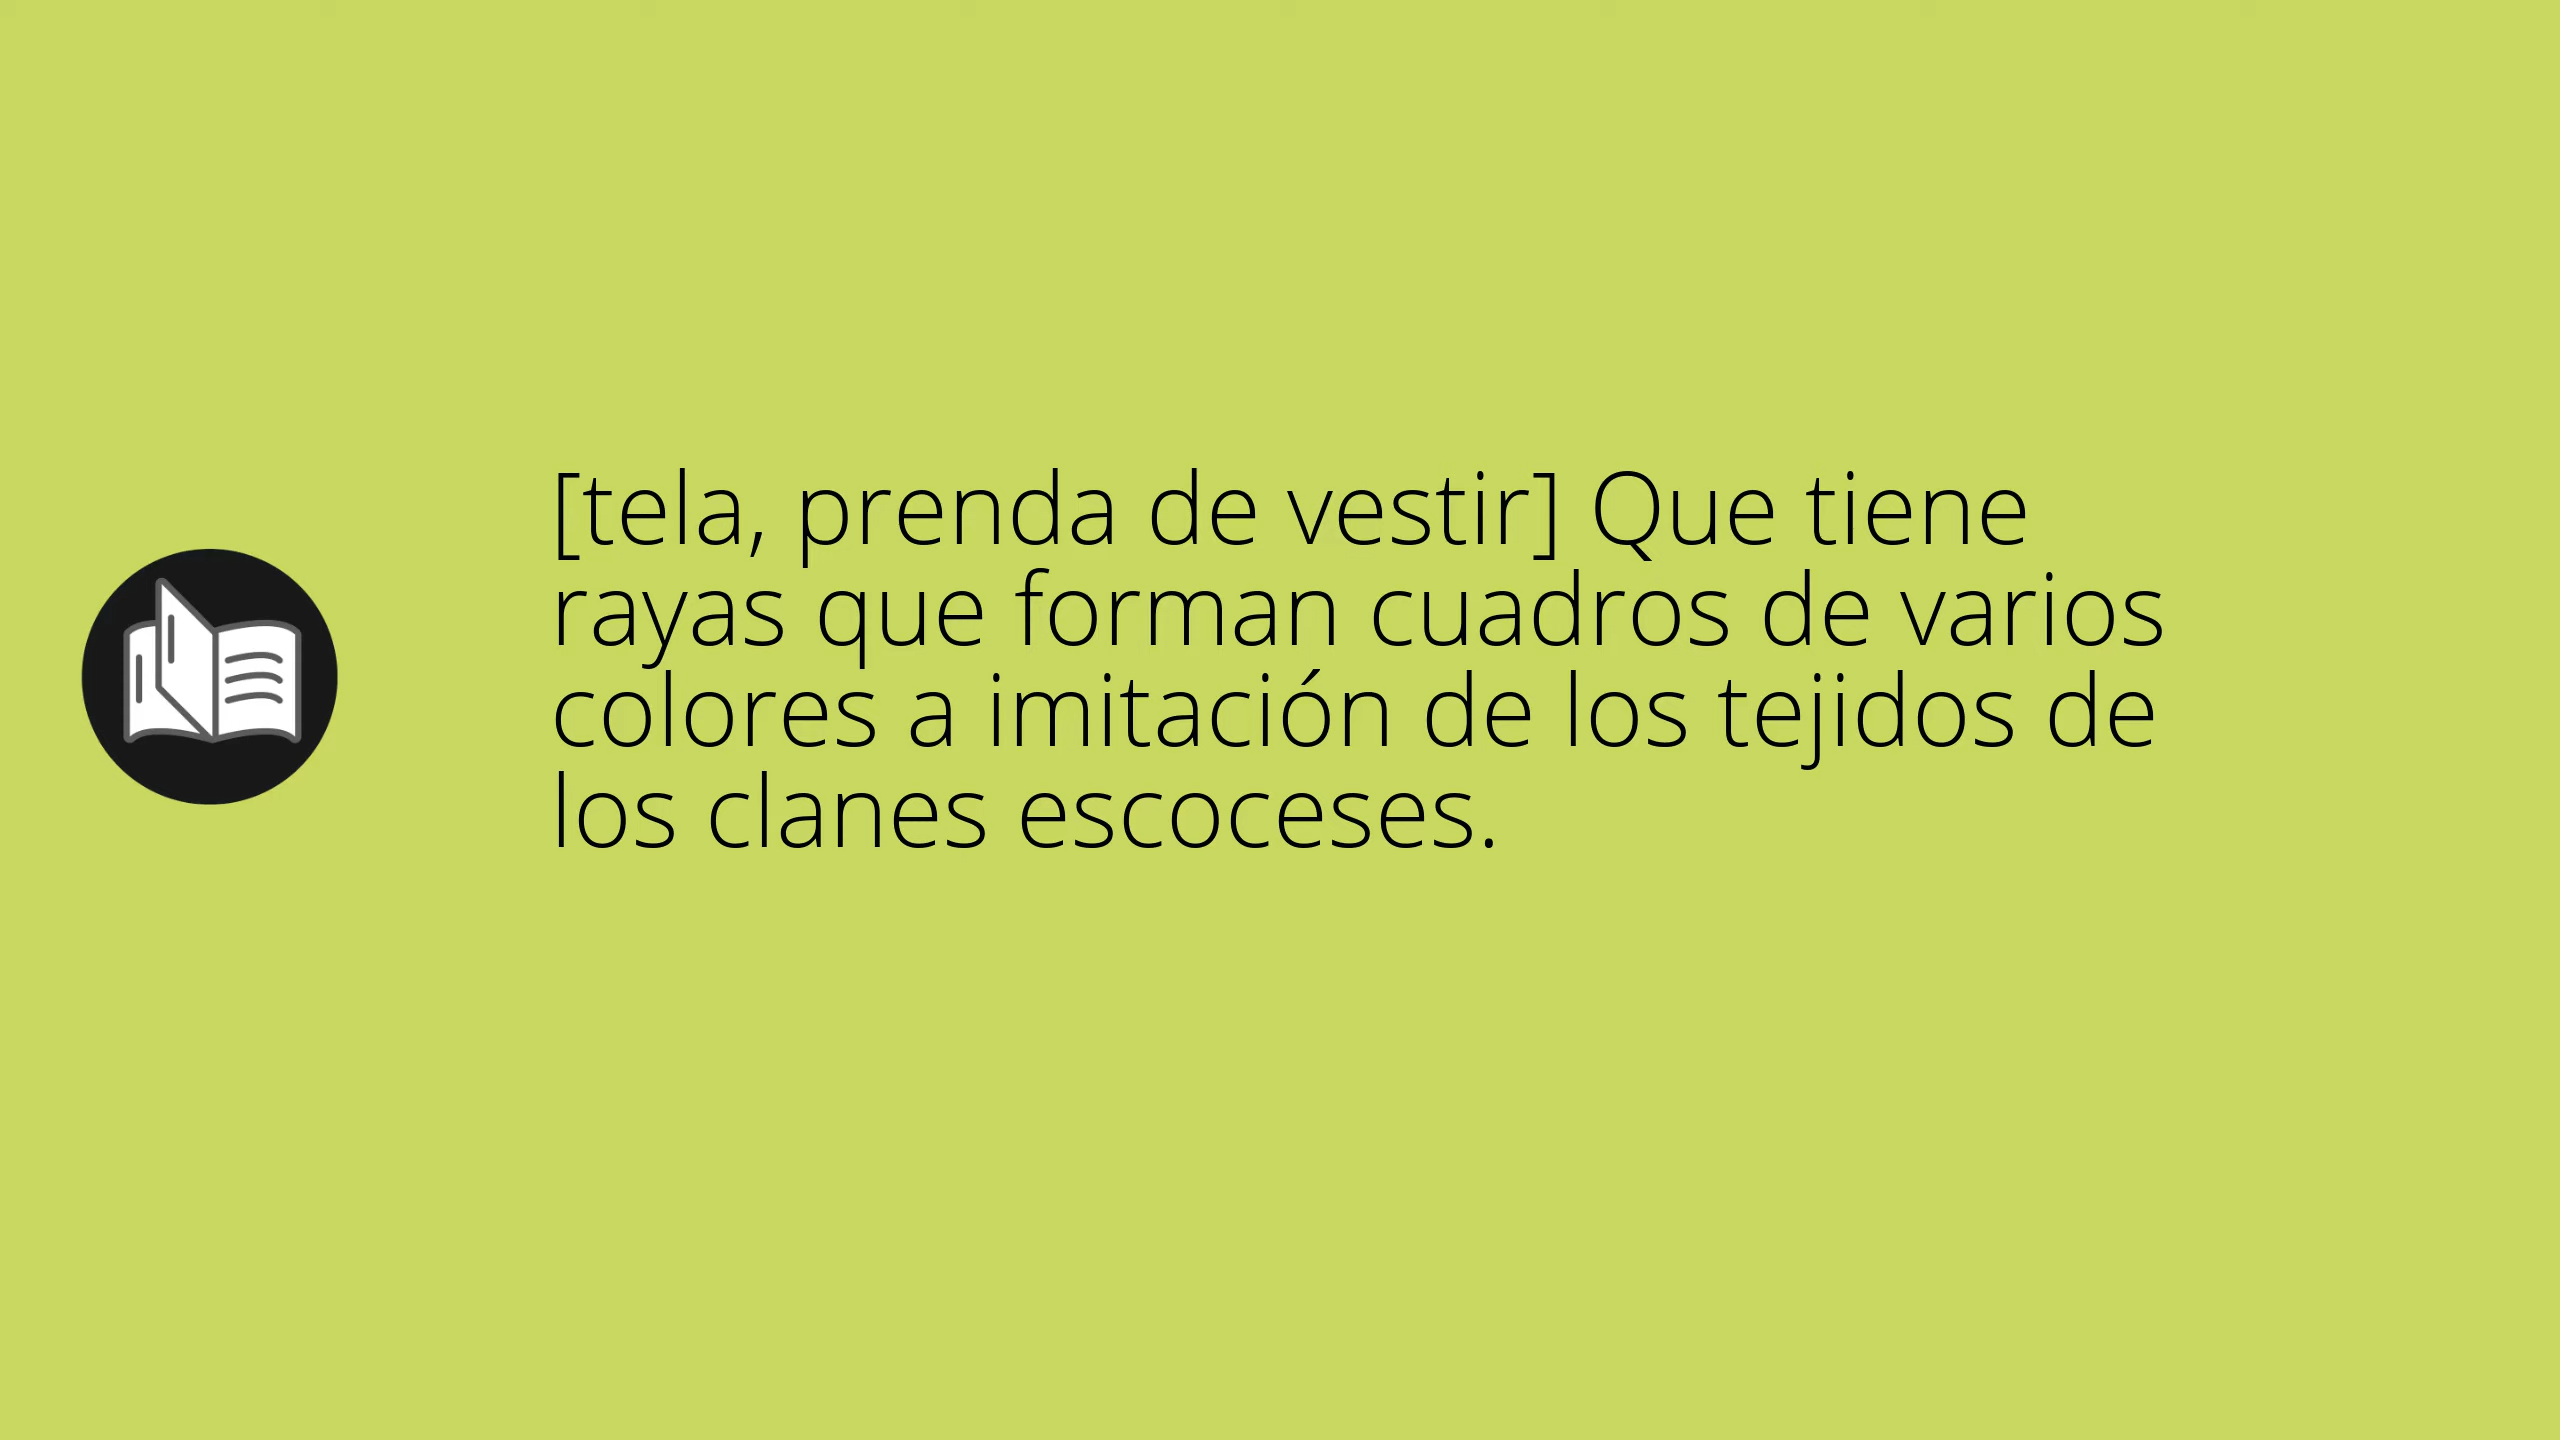 [tela, prenda de vestir] Que tiene
rayas que forman cuadros de varios
colores a imitación de los tejidos de
los clanes escoceses.